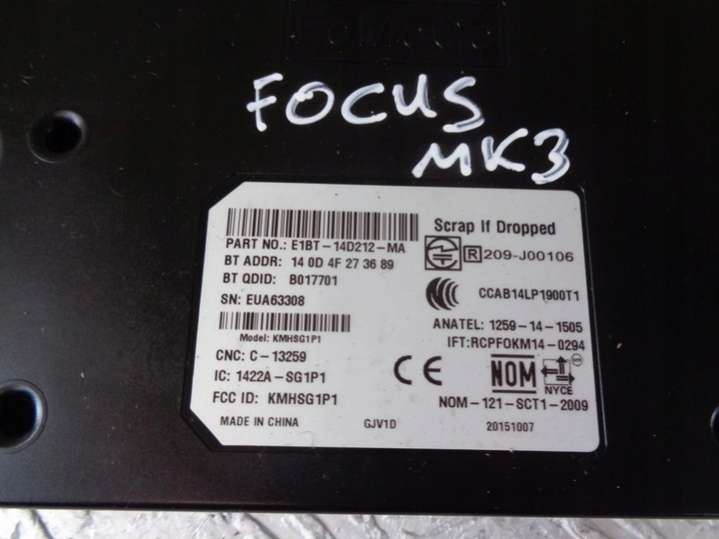 FOCUS
MK3
Scrap If Dropped
PART NO.: E1BT-14D212-MA
R 209-J00106
BT ADDR: 14 0D 4F 27 36 89
BT QDID: B017701
CCAB14LP1900T1
SN: EUA63308
ANATEL: 1259-14-1505
Model: KMHSG1P1
IFT:RCPFOKM14-0294
CNC: C-13259
CE
NOM
NYCE
IC: 1422A-SG1P1
FCC ID: KMHSG1P1
NOM-121-SCT1-2009
MADE IN CHINA
GJV1D
20151007